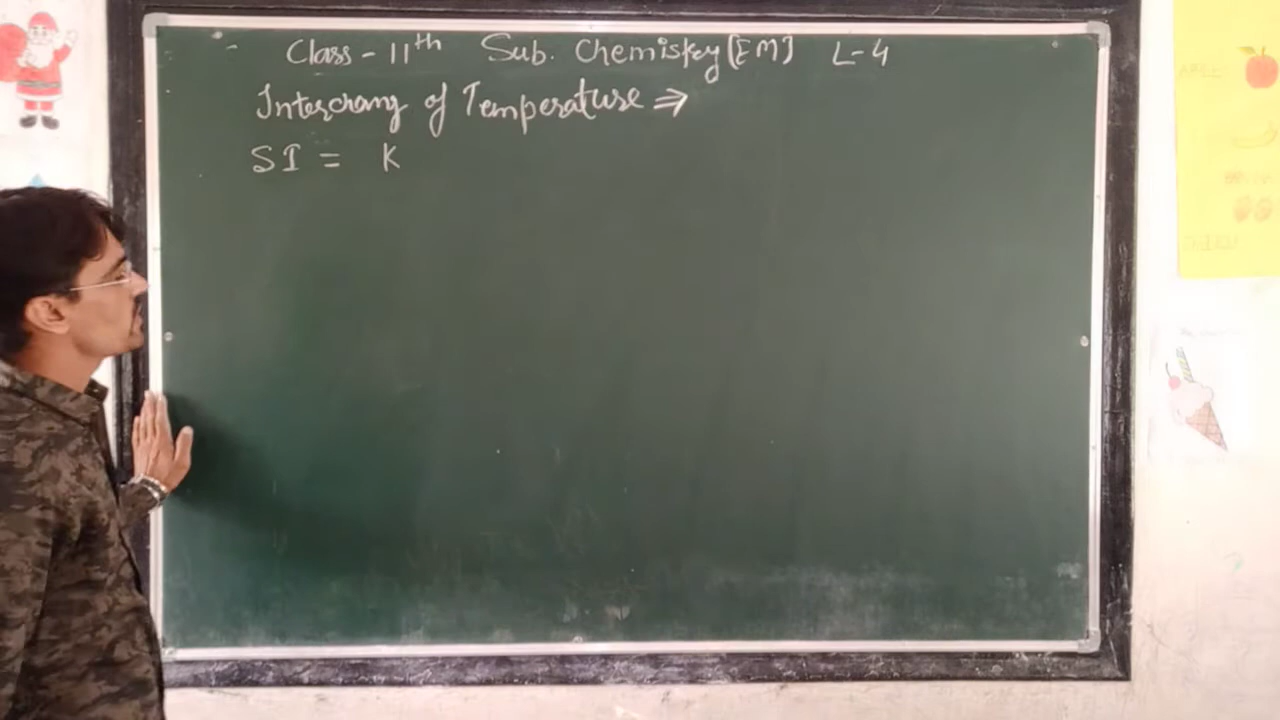 Class - 11th Sub. Chemistry [EM] L-4
Interchang of Temperature ⇒
SI = K